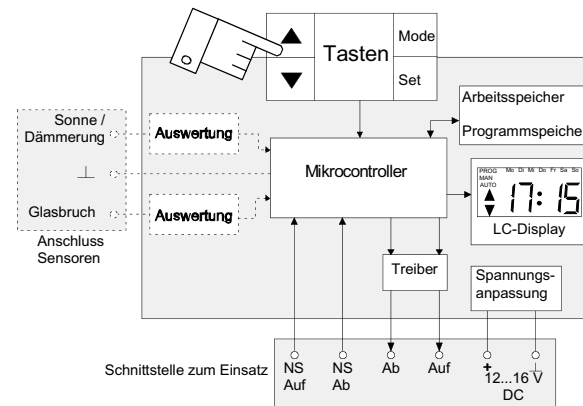 Tasten
Mode
Set
Arbeitsspeicher
Programmspeiche
Sonne /
Dämmerung
Auswertung
⊥
Mikrocontroller
PROG
MAN
AUTO
Mo Di Mi Do Fr Sa So
17:15
LC-Display
Glasbruch
Auswertung
Anschluss
Sensoren
Treiber
Spannungs-
anpassung
Schnittstelle zum Einsatz
NS
Auf
NS
Ab
Ab
Auf
+ ⊥
12...16 V
DC